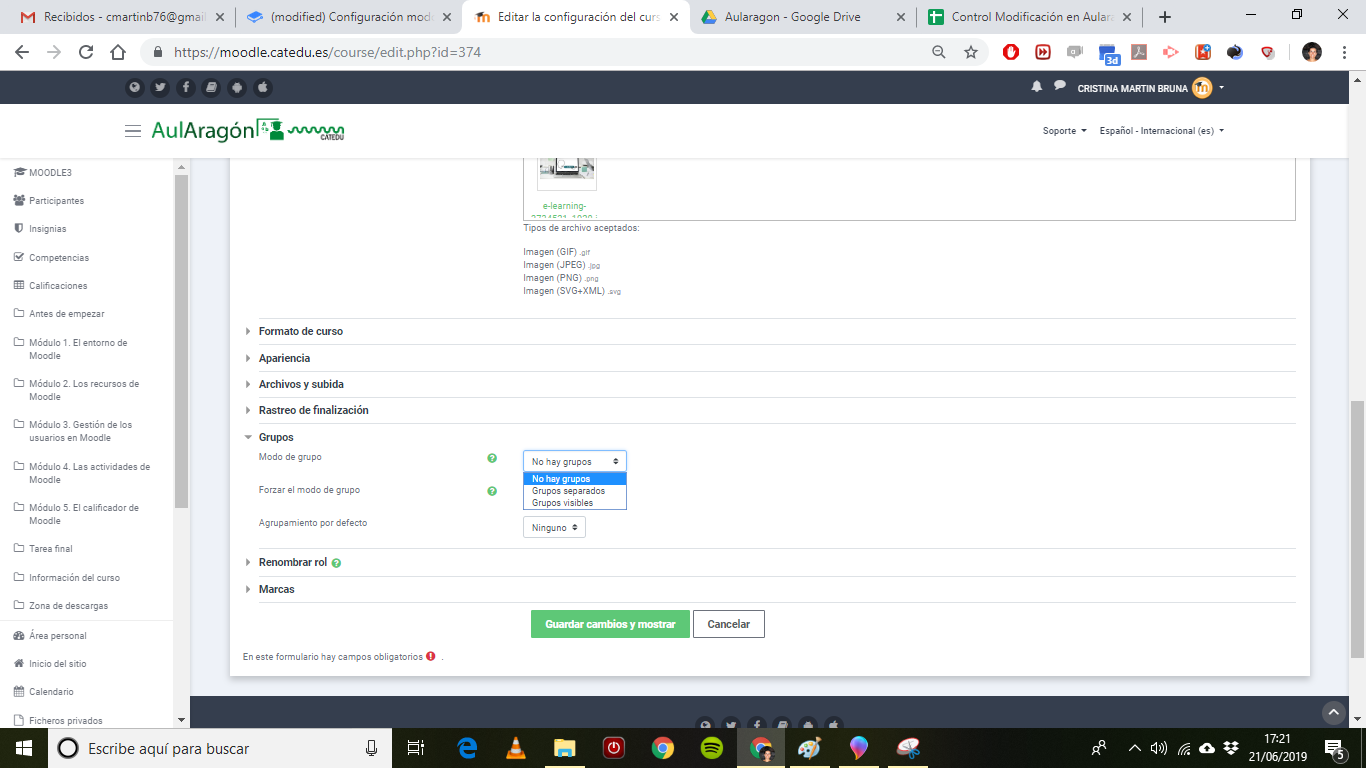 Recibidos - cmartinb76@gmail
(modified) Configuración mod
Editar la configuración del curs
Aularagon - Google Drive
Control Modificación en Aulara
https://moodle.catedu.es/course/edit.php?id=374
3d
CRISTINA MARTIN BRUNA
AulAragón
CATEDU
Soporte
Español - Internacional (es)
MOODLE3
Participantes
Insignias
Competencias
Calificaciones
Antes de empezar
Módulo 1. El entorno de
Moodle
Módulo 2. Los recursos de
Moodle
Módulo 3. Gestión de los
usuarios en Moodle
Módulo 4. Las actividades de
Moodle
Módulo 5. El calificador de
Moodle
Tarea final
Información del curso
Zona de descargas
Área personal
Inicio del sitio
Calendario
Ficheros privados
e-learning-
Tipos de archivo aceptados:
Imagen (GIF) .gif
Imagen (JPEG) .jpg
Imagen (PNG) .png
Imagen (SVG+XML) .svg
Formato de curso
Apariencia
Archivos y subida
Rastreo de finalización
Grupos
Modo de grupo
No hay grupos
No hay grupos
Grupos separados
Grupos visibles
Forzar el modo de grupo
Agrupamiento por defecto
Ninguno
Renombrar rol
Marcas
Guardar cambios y mostrar
Cancelar
En este formulario hay campos obligatorios .
Escribe aquí para buscar
17:21
21/06/2019
5